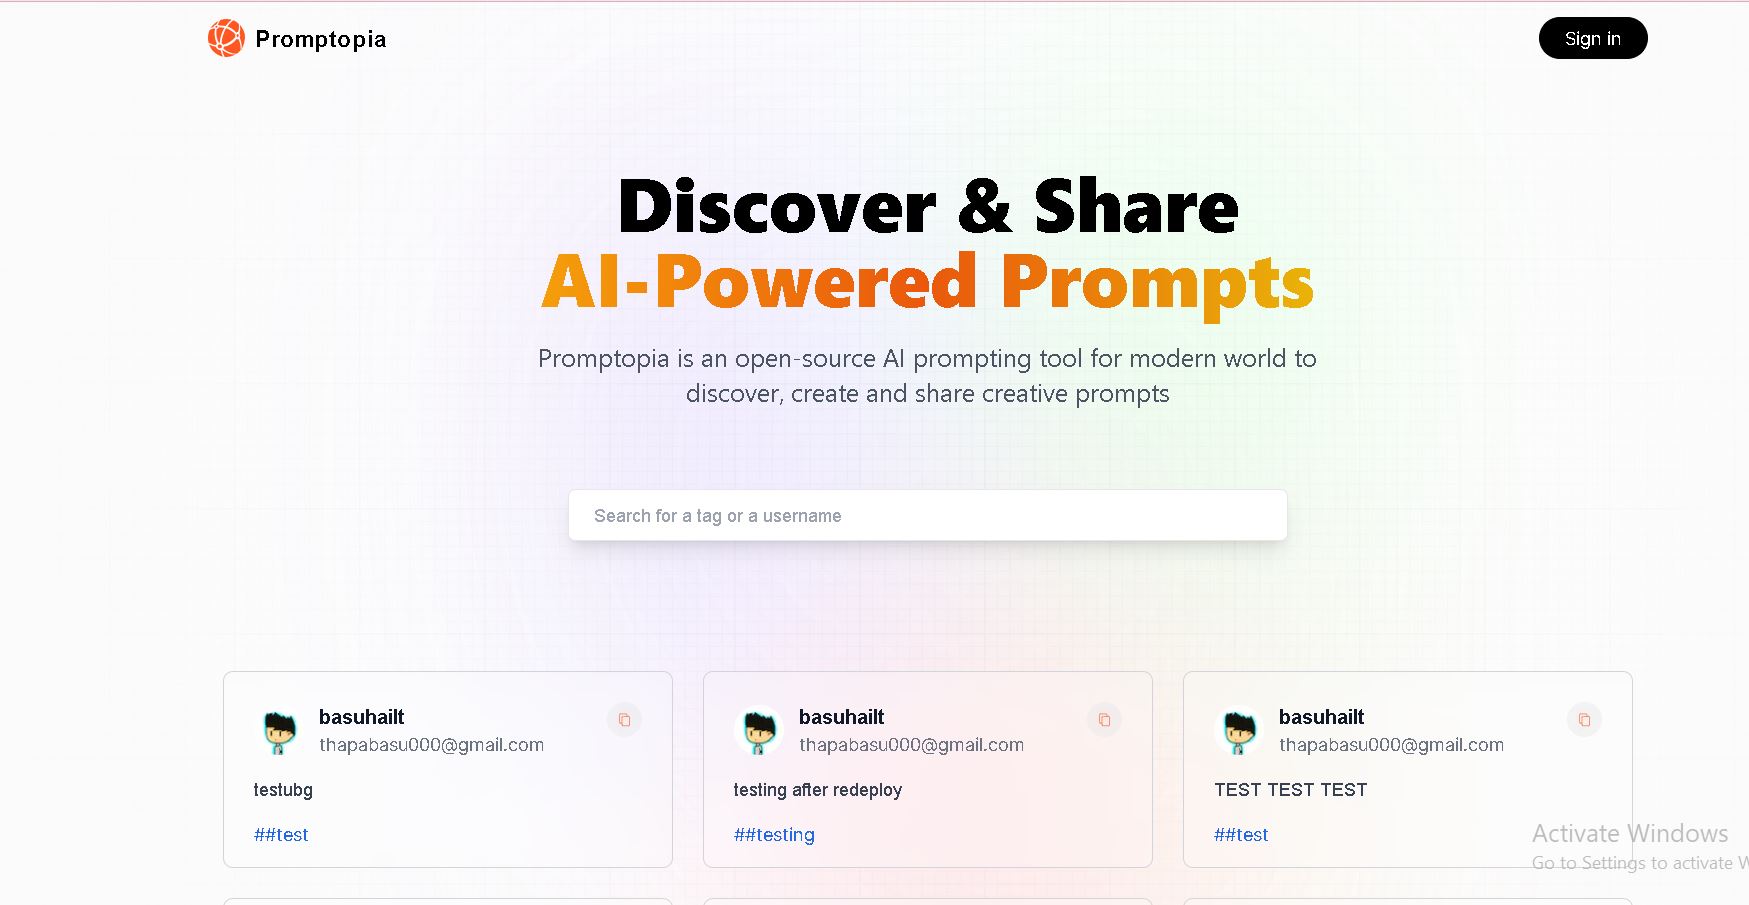 Promptopia
Sign in
Discover & Share
AI-Powered Prompts
Promptopia is an open-source AI prompting tool for modern world to
discover, create and share creative prompts
Search for a tag or a username
basuhailt
thapabasu000@gmail.com
testubg
##test
basuhailt
thapabasu000@gmail.com
testing after redeploy
##testing
basuhailt
thapabasu000@gmail.com
TEST TEST TEST
##test
Activate Windows
Go to Settings to activate W